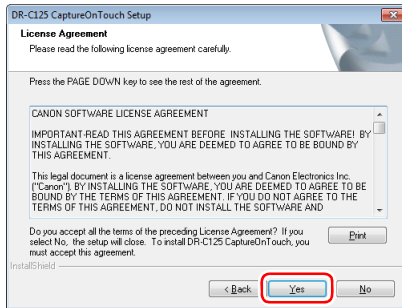 DR-C125 CaptureOnTouch Setup
License Agreement
Please read the following license agreement carefully.
Press the PAGE DOWN key to see the rest of the agreement.
CANON SOFTWARE LICENSE AGREEMENT
IMPORTANT-READ THIS AGREEMENT BEFORE INSTALLING THE SOFTWARE! BY
INSTALLING THE SOFTWARE, YOU ARE DEEMED TO AGREE TO BE BOUND BY
THIS AGREEMENT.
This legal document is a license agreement between you and Canon Electronics Inc.
("Canon"). BY INSTALLING THE SOFTWARE, YOU ARE DEEMED TO AGREE TO BE
BOUND BY THE TERMS OF THIS AGREEMENT. IF YOU DO NOT AGREE TO THE
TERMS OF THIS AGREEMENT, DO NOT INSTALL THE SOFTWARE AND
Do you accept all the terms of the preceding License Agreement? If you
select No, the setup will close. To install DR-C125 CaptureOnTouch, you
must accept this agreement.
Print
InstallShield
< Back
Yes
No